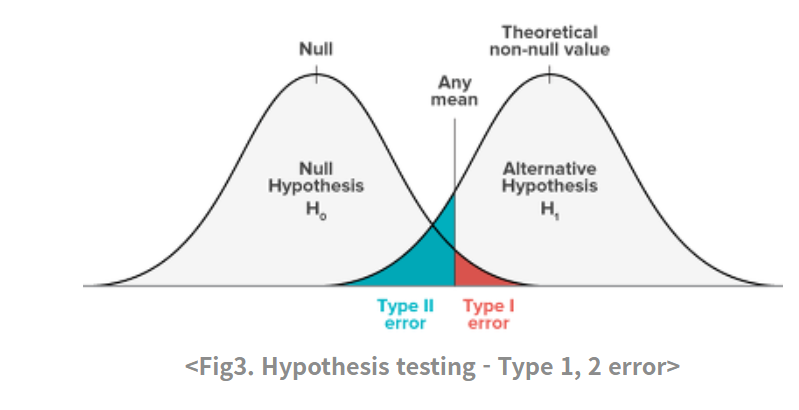 Null
Theoretical
non-null value
Any
mean
Null
Hypothesis
H₀
Alternative
Hypothesis
H₁
Type II
error
Type I
error
<Fig3. Hypothesis testing - Type 1, 2 error>